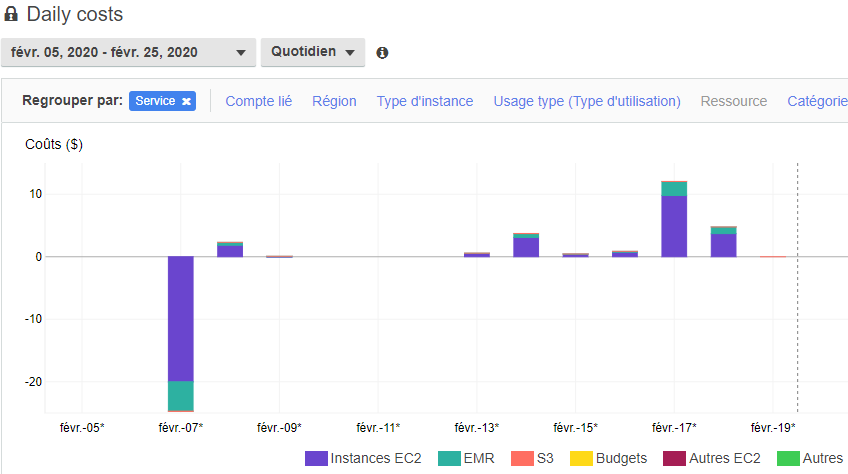 Daily costs
févr. 05, 2020 - févr. 25, 2020 Quotidien
Regrouper par: Service Compte lié Région Type d'instance Usage type (Type d'utilisation) Ressource Catégorie
Coûts ($)
10
0
-10
-20
févr.-05* févr.-07* févr.-09* févr.-11* févr.-13* févr.-15* févr.-17* févr.-19*
Instances EC2 EMR S3 Budgets Autres EC2 Autres